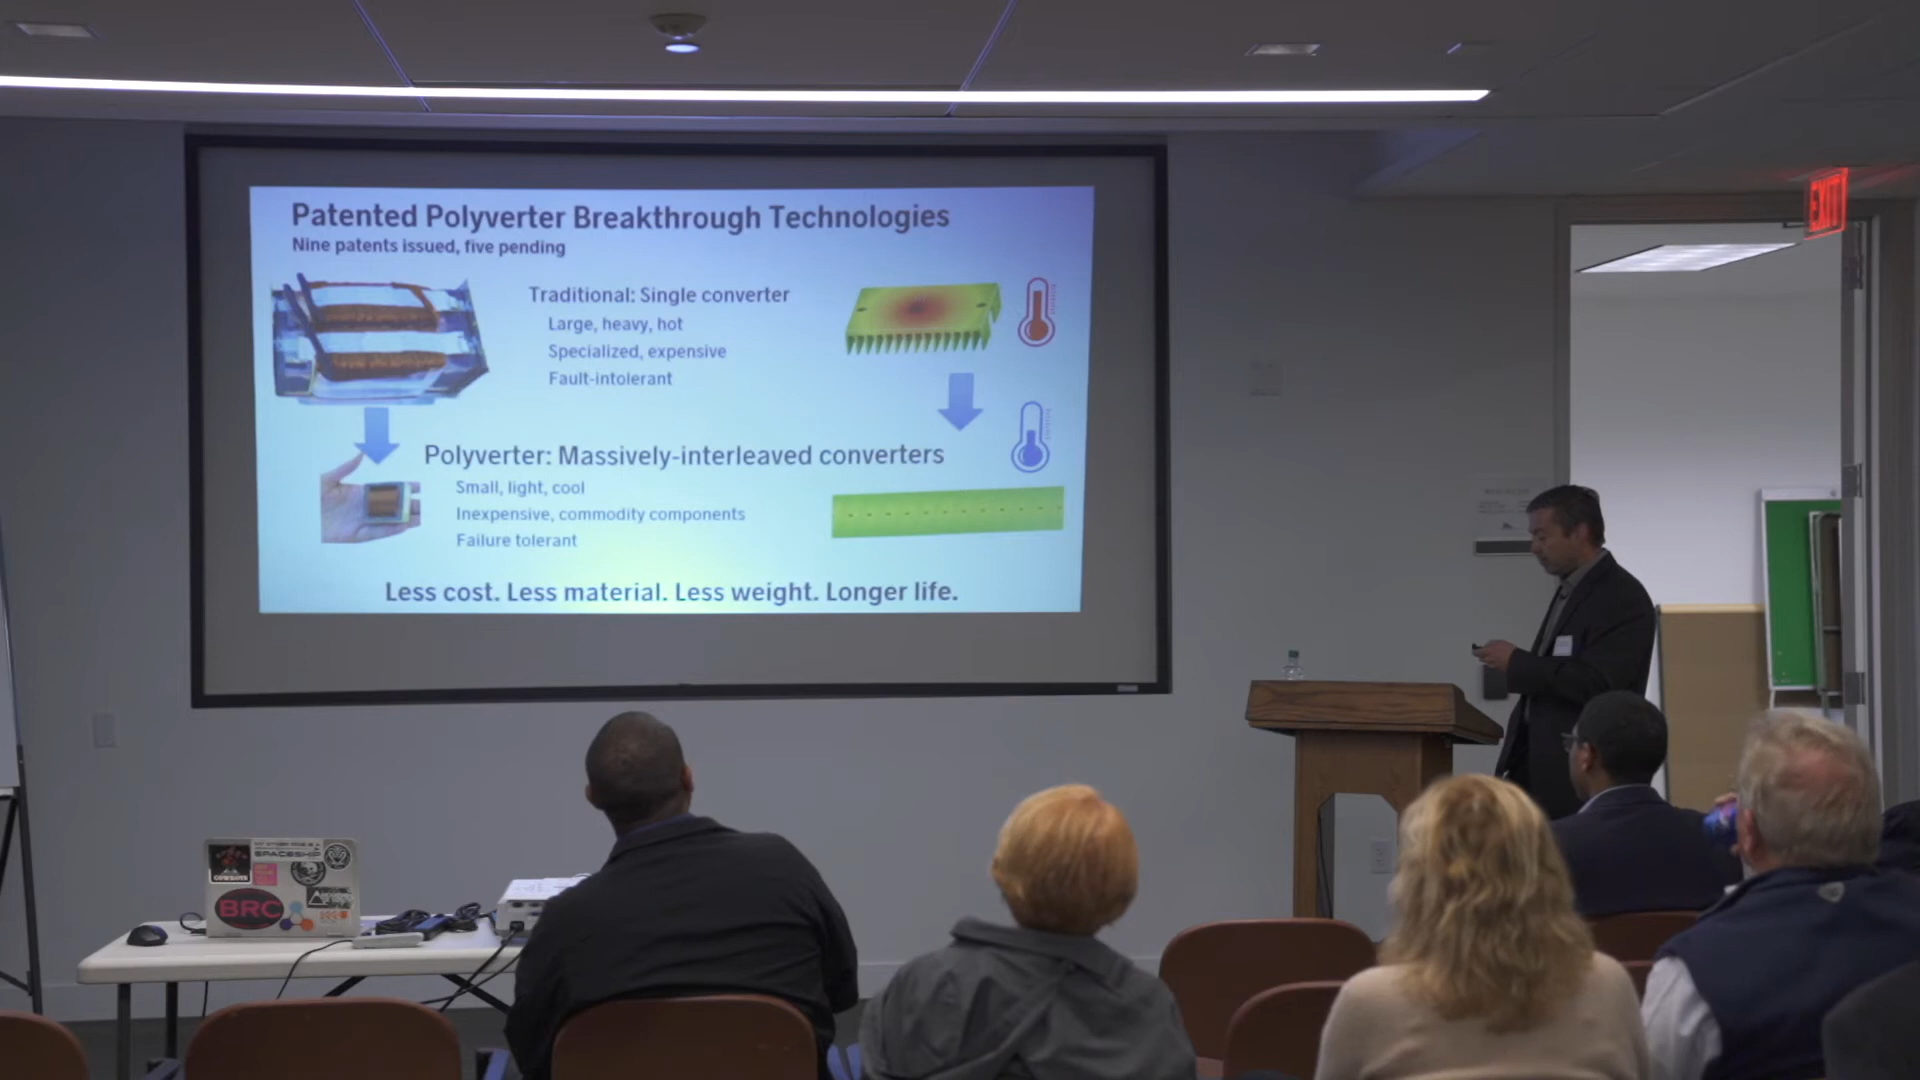 Patented Polyverter Breakthrough Technologies
Nine patents issued, five pending
Traditional: Single converter
Large, heavy, hot
Specialized, expensive
Fault-intolerant
Polyverter: Massively-interleaved converters
Small, light, cool
Inexpensive, commodity components
Failure tolerant
Less cost. Less material. Less weight. Longer life.
EXIT
SPACESHIP
COWBOYS
BRC